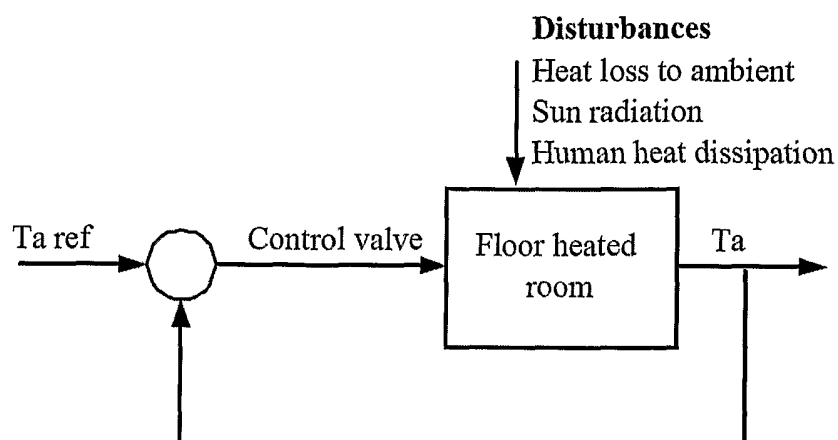 Disturbances
Heat loss to ambient
Sun radiation
Human heat dissipation
Ta ref
Control valve
Floor heated
room
Ta